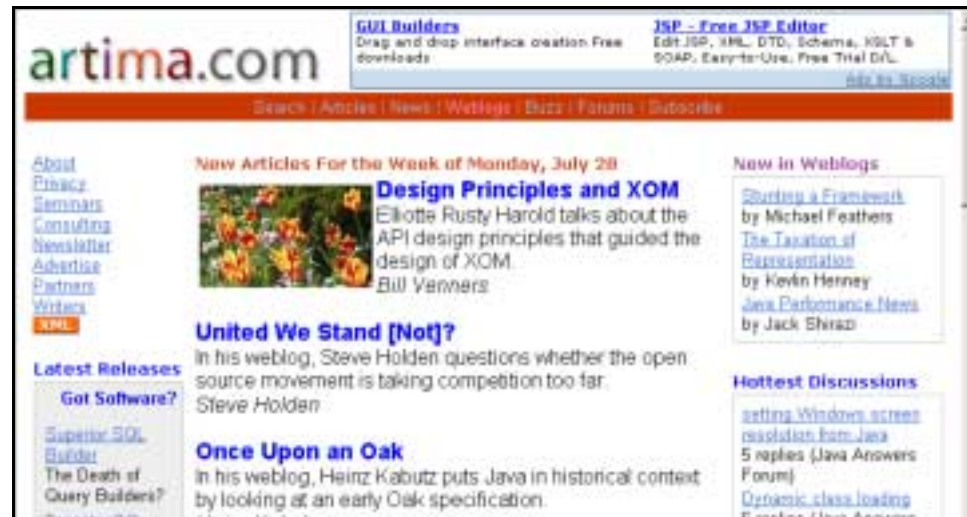 artima.com
GUI Builders
Drag and drop interface creation Free
downloads
JSP - Free JSP Editor
Edit JSP, XML, DTD, Schema, XSLT &
SOAP. Easy-to-Use. Free Trial D/L.
Ads by Google
Search | Articles | News | Weblogs | Buzz | Forums | Subscribe
About
Privacy
Seminars
Consulting
Newsletter
Advertise
Partners
Writers
XML
Latest Releases
Got Software?
Superior SQL
Builder
The Death of
Query Builders?
New Articles For the Week of Monday, July 28
Design Principles and XOM
Elliotte Rusty Harold talks about the
API design principles that guided the
design of XOM.
Bill Venners
United We Stand [Not]?
In his weblog, Steve Holden questions whether the open
source movement is taking competition too far.
Steve Holden
Once Upon an Oak
In his weblog, Heinz Kabutz puts Java in historical context
by looking at an early Oak specification.
New in Weblogs
Stunting a Framework
by Michael Feathers
The Taxation of
Representation
by Kevlin Henney
Java Performance News
by Jack Shirazi
Hottest Discussions
setting Windows screen
resolution from Java
5 replies (Java Answers
Forum)
Dynamic class loading